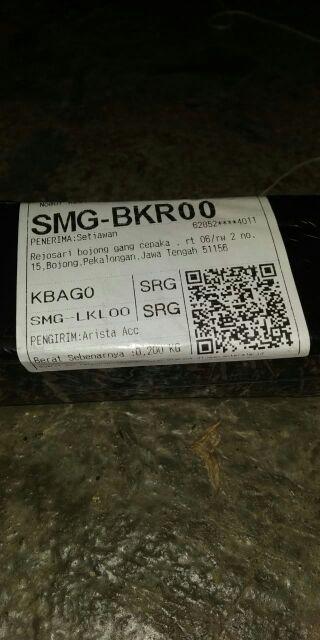 SMG-BKR00
PENERIMA:Setiawan 62852****4011
Rejosari bojong gang cepaka . rt 06/rw 2 no.
15,Bojong,Pekalongan,Jawa Tengah 51156
KBAG0 SRG
SMG-LKL00 SRG
PENGIRIM:Arista Acc
Berat Sebenarnya :0,200 KG